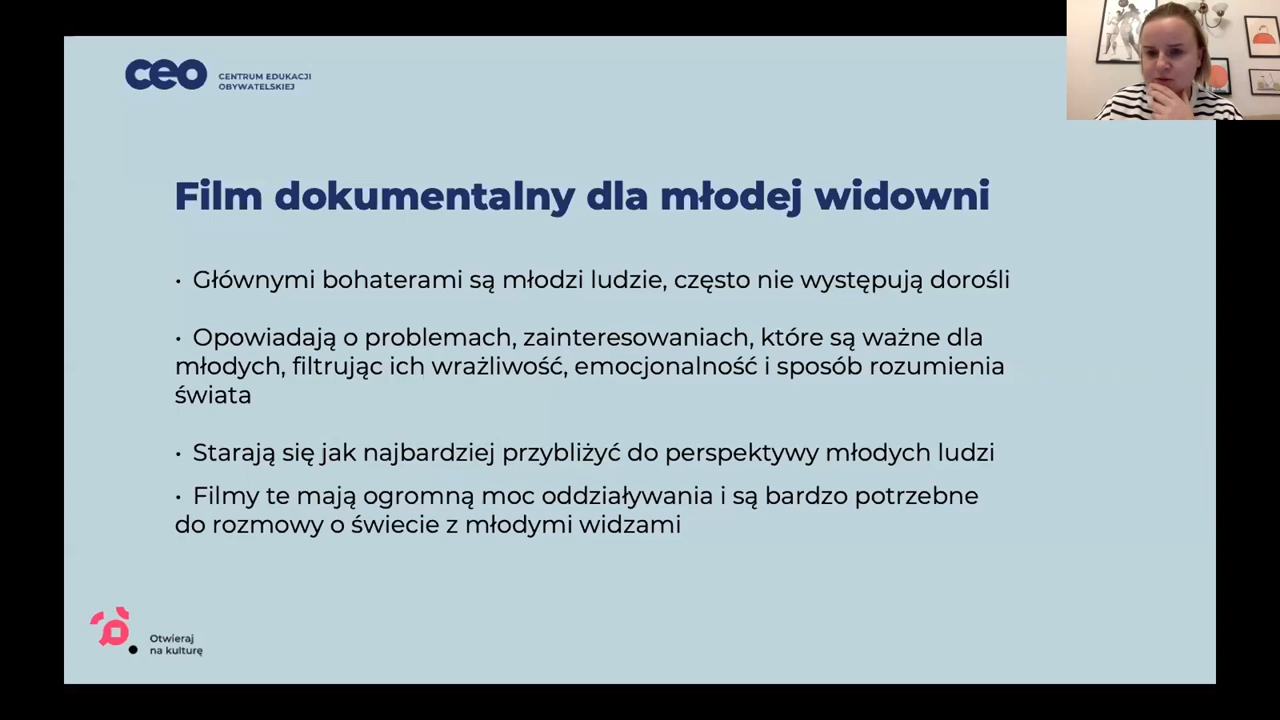 ceo CENTRUM EDUKACJI
OBYWATELSKIEJ
Film dokumentalny dla młodej widowni
• Głównymi bohaterami są młodzi ludzie, często nie występują dorośli
• Opowiadają o problemach, zainteresowaniach, które są ważne dla
młodych, filtrując ich wrażliwość, emocjonalność i sposób rozumienia
świata
• Starają się jak najbardziej przybliżyć do perspektywy młodych ludzi
• Filmy te mają ogromną moc oddziaływania i są bardzo potrzebne
do rozmowy o świecie z młodymi widzami
Otwieraj
na kulturę